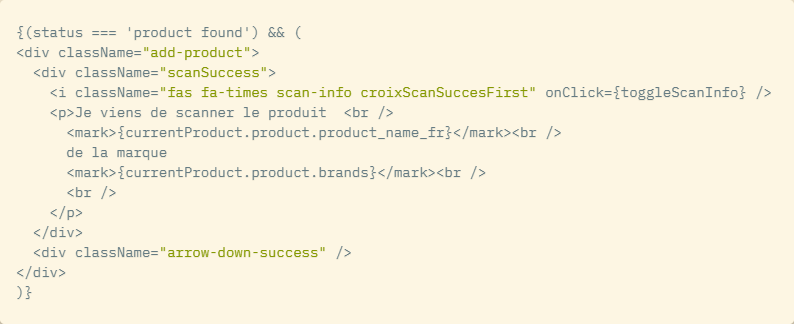 {(status === 'product found') && (
<div className="add-product">
  <div className="scanSuccess">
    <i className="fas fa-times scan-info croixScanSuccesFirst" onClick={toggleScanInfo} />
    <p>Je viens de scanner le produit  <br />
      <mark>{currentProduct.product.product_name_fr}</mark><br />
      de la marque
      <mark>{currentProduct.product.brands}</mark><br />
      <br />
    </p>
  </div>
  <div className="arrow-down-success" />
</div>
)}